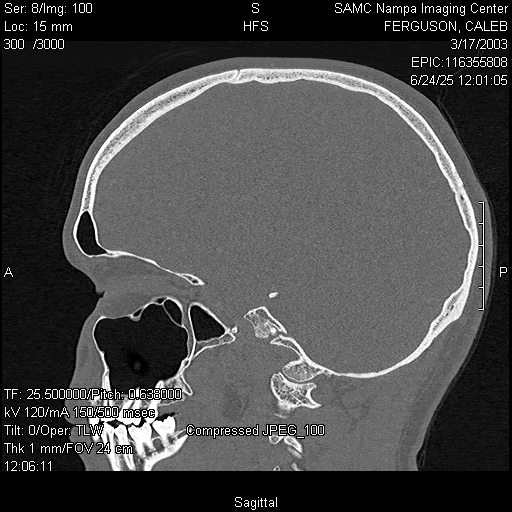 Ser: 8/Img: 100
S
SAMC Nampa Imaging Center
Loc: 15 mm
HFS
FERGUSON, CALEB
300 /3000
3/17/2003
EPIC:116355808
6/24/25 12:01:05
A
P
TF: 25.500000/Pitch: 0.638000
kV 120/mA 150/500 msec
Tilt: 0/Oper: TLW
Compressed JPEG_100
Thk 1 mm/FOV 24 cm
12:06:11
Sagittal